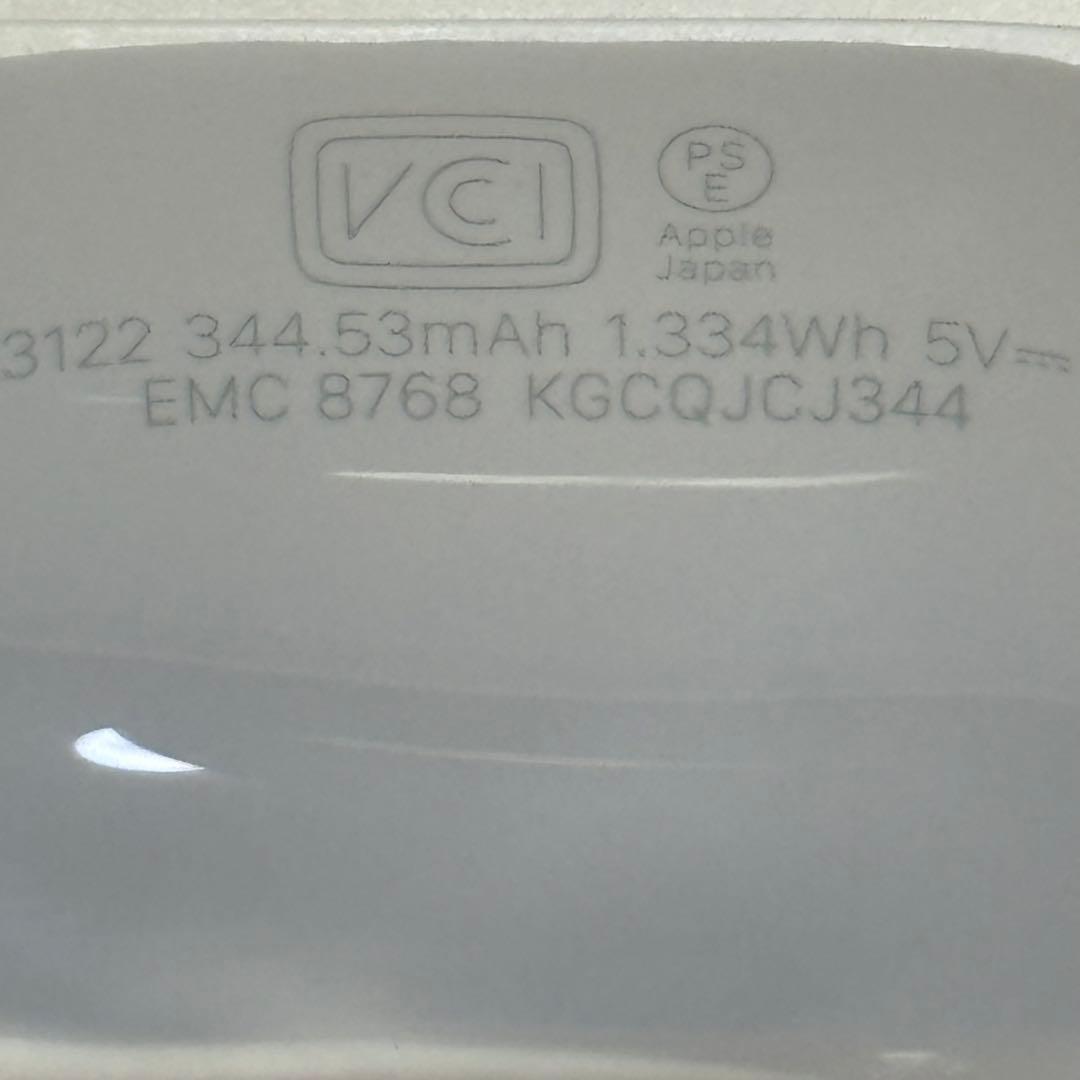 VCI
PS
E
Apple
Japan
3122 344.53mAh 1.334Wh 5V⎓
EMC 8768 KGCQJCJ344